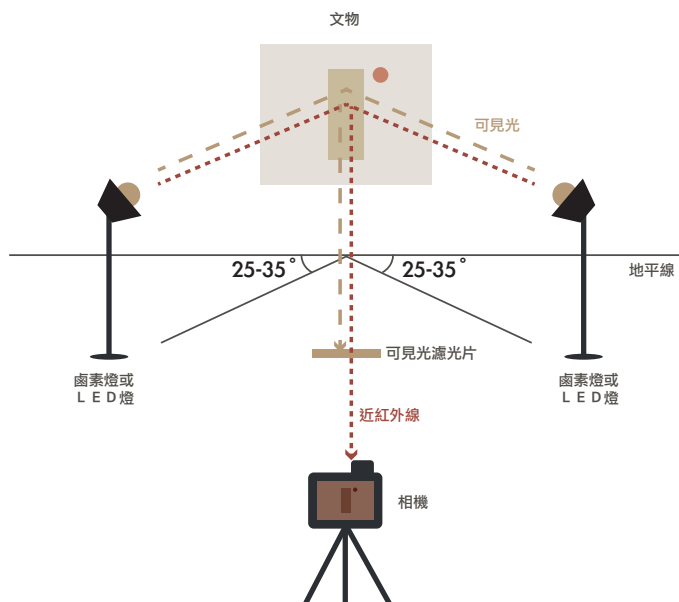 文物
可見光
25-35°
25-35°
地平線
可見光濾光片
鹵素燈或
ＬＥＤ燈
鹵素燈或
ＬＥＤ燈
近紅外線
相機